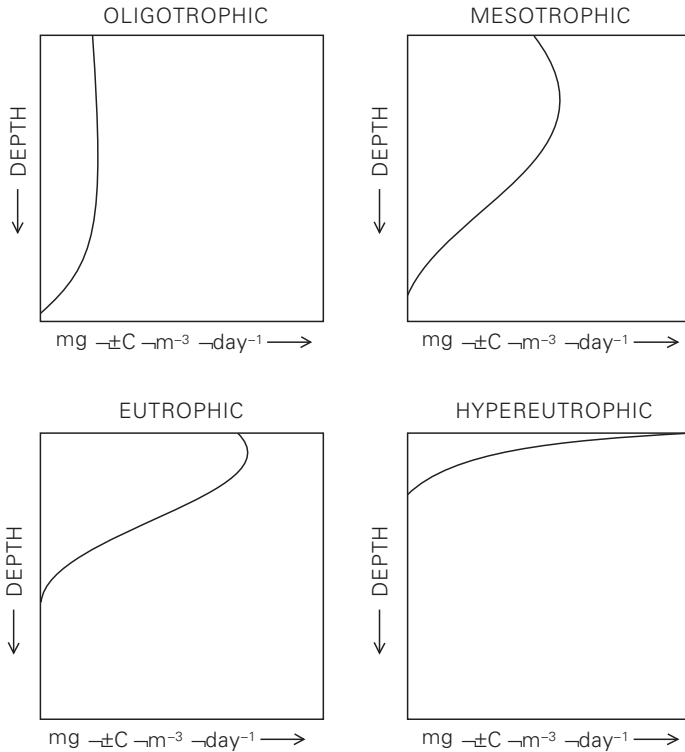 OLIGOTROPHIC
MESOTROPHIC
DEPTH
DEPTH
mg ¬±C ¬m⁻³ ¬day⁻¹
mg ¬±C ¬m⁻³ ¬day⁻¹
EUTROPHIC
HYPEREUTROPHIC
DEPTH
DEPTH
mg ¬±C ¬m⁻³ ¬day⁻¹
mg ¬±C ¬m⁻³ ¬day⁻¹